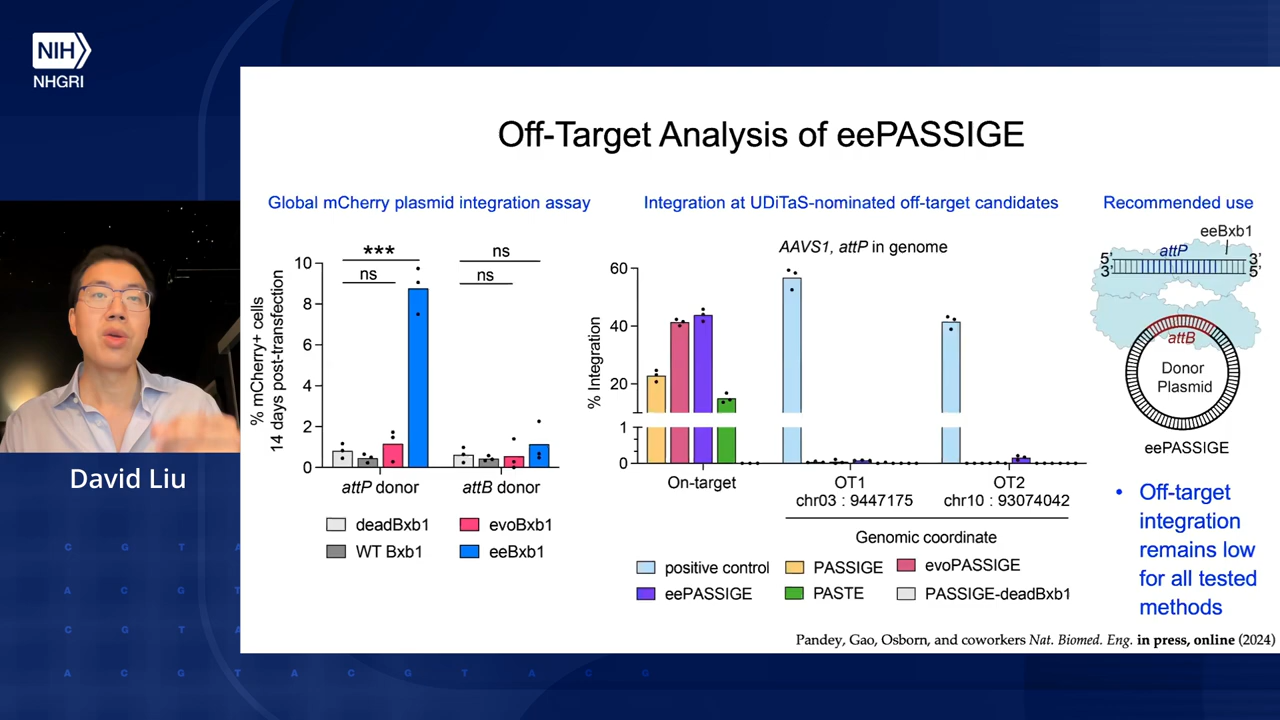 NIH
NHGRI
David Liu
Off-Target Analysis of eePASSIGE
Global mCherry plasmid integration assay
% mCherry+ cells
14 days post-transfection
10
8
6
4
2
0
***
ns
ns
ns
attP donor
attB donor
deadBxb1
evoBxb1
WT Bxb1
eeBxb1
Integration at UDiTaS-nominated off-target candidates
AAVS1, attP in genome
% Integration
60
40
20
1
0
On-target
OT1
chr03 : 9447175
OT2
chr10 : 93074042
Genomic coordinate
positive control
PASSIGE
evoPASSIGE
eePASSIGE
PASTE
PASSIGE-deadBxb1
Recommended use
eeBxb1
attP
5’
3’
3’
5’
attB
Donor
Plasmid
eePASSIGE
• Off-target
integration
remains low
for all tested
methods
Pandey, Gao, Osborn, and coworkers Nat. Biomed. Eng. in press, online (2024)
C G T A
A C G T
C G T A
A C G T A C G T A C G